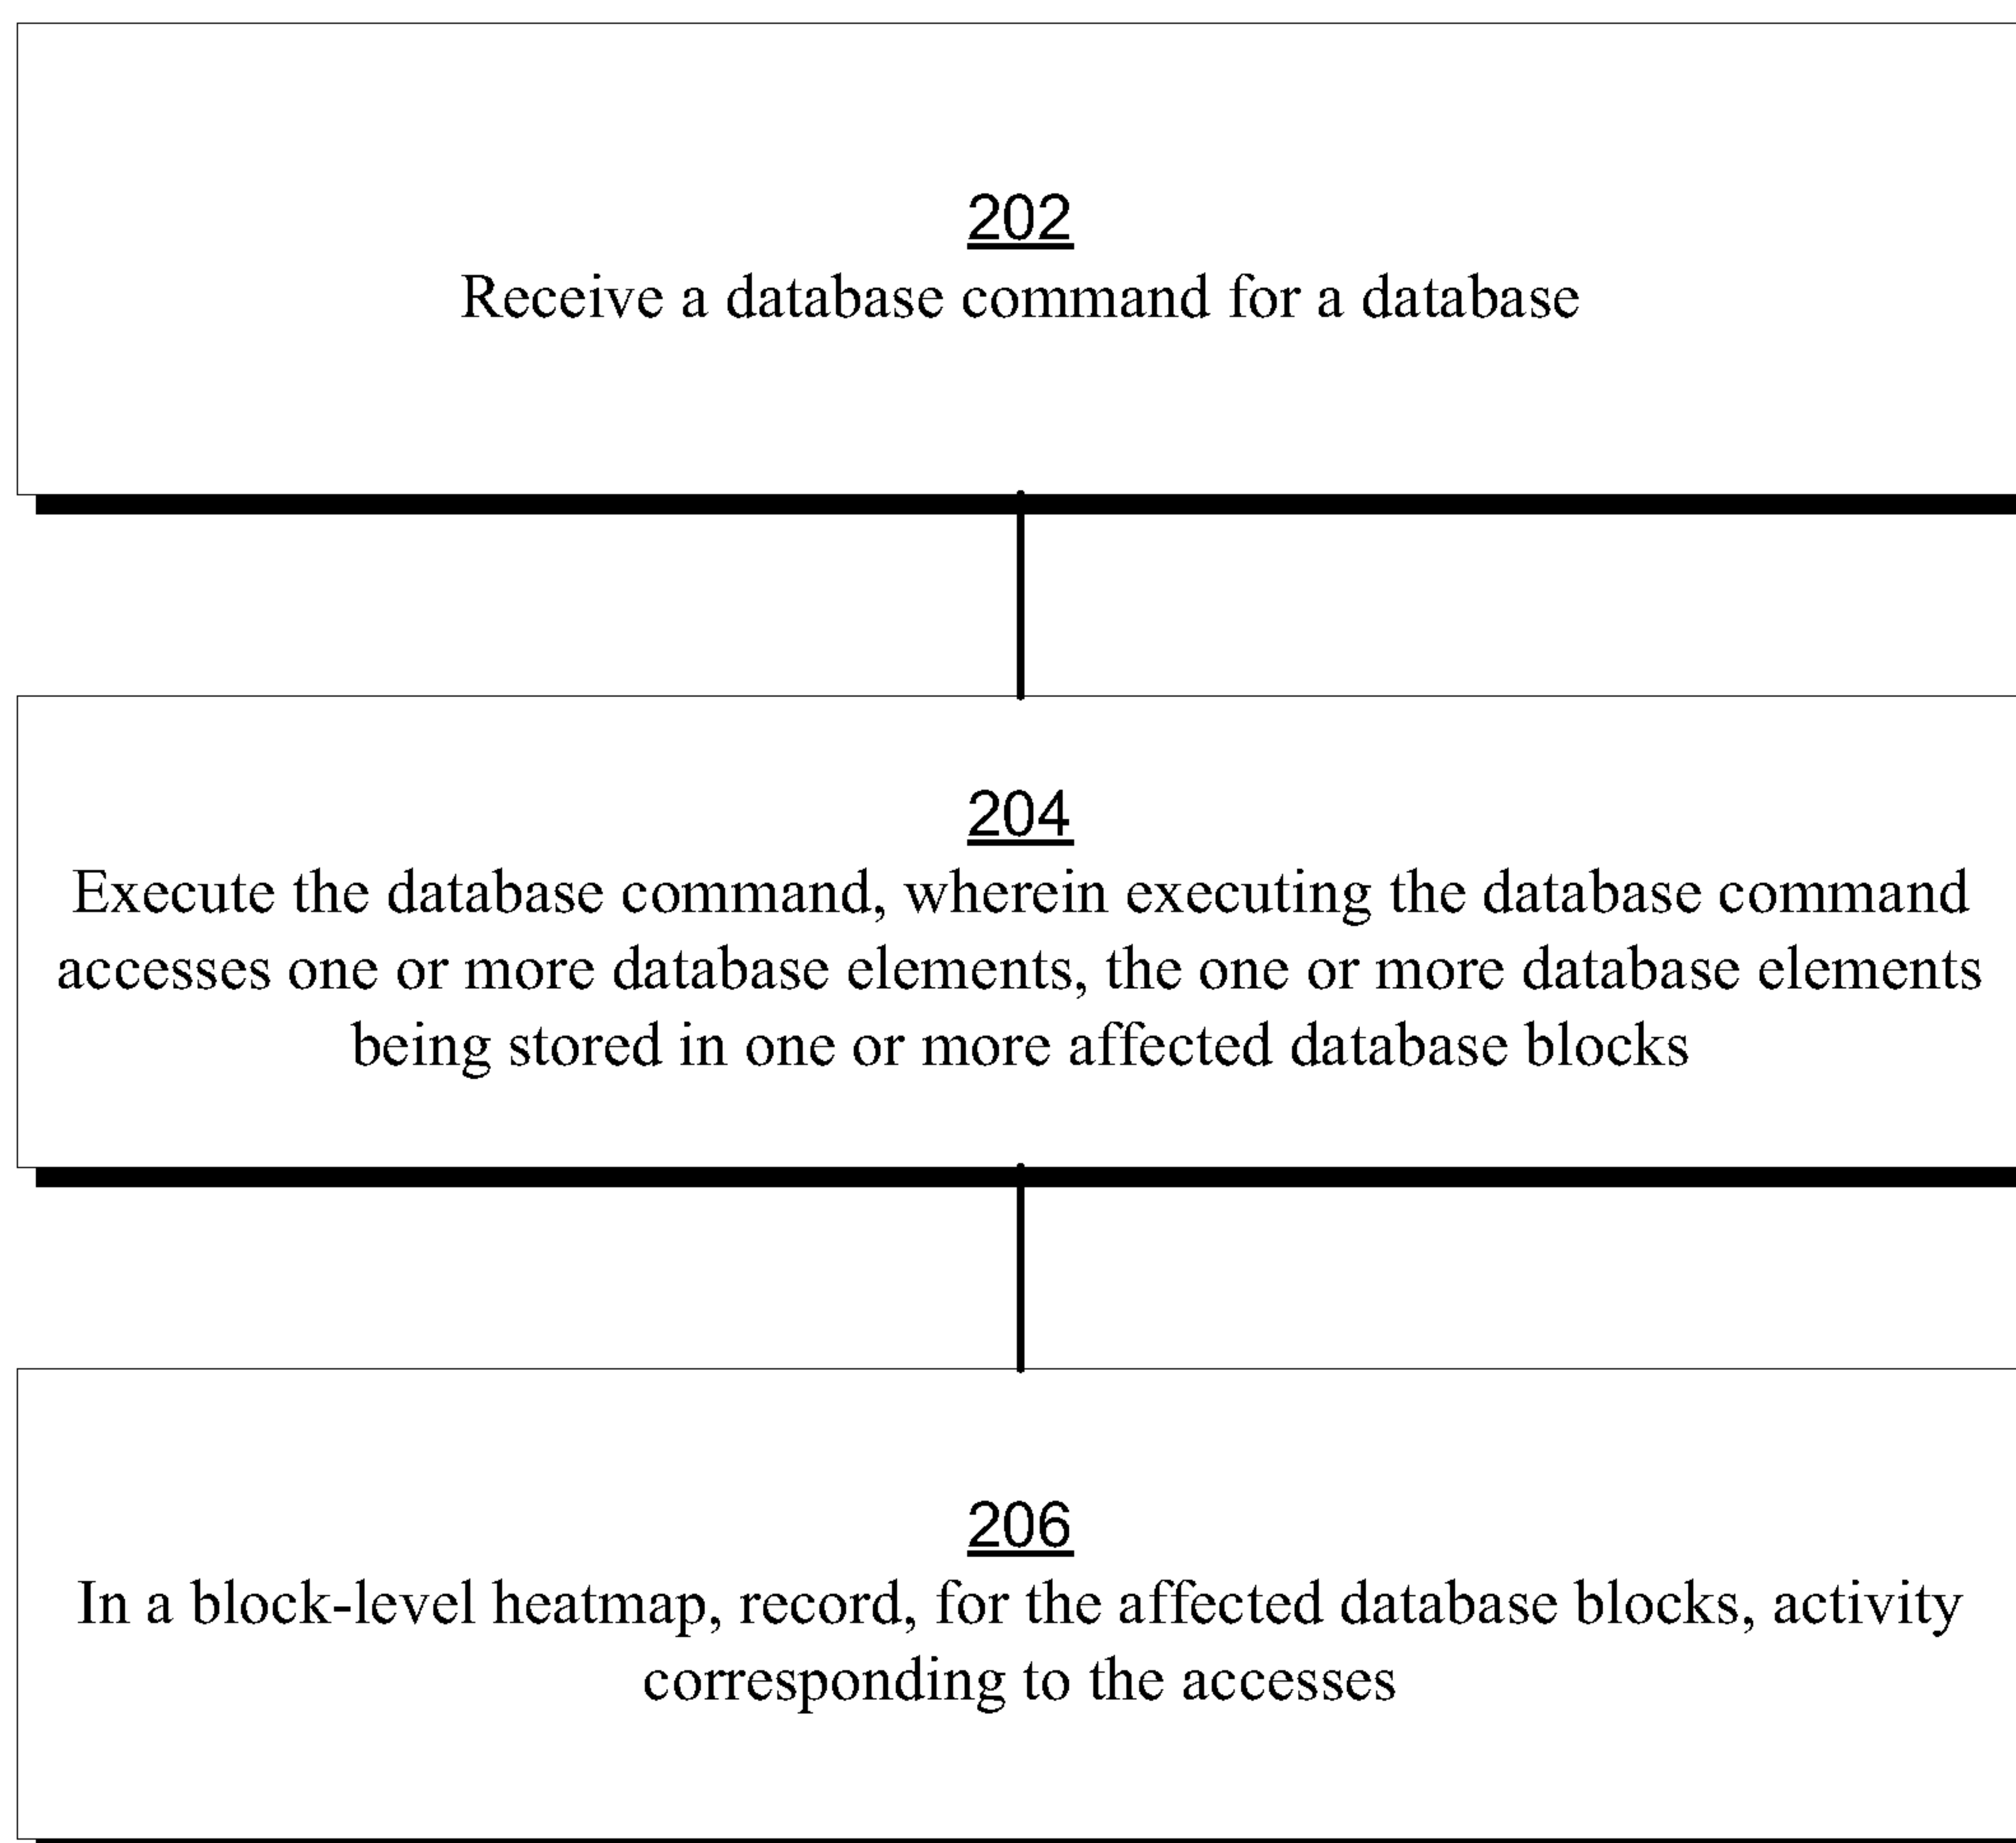 202
Receive a database command for a database
204
Execute the database command, wherein executing the database command
accesses one or more database elements, the one or more database elements
being stored in one or more affected database blocks
206
In a block-level heatmap, record, for the affected database blocks, activity
corresponding to the accesses